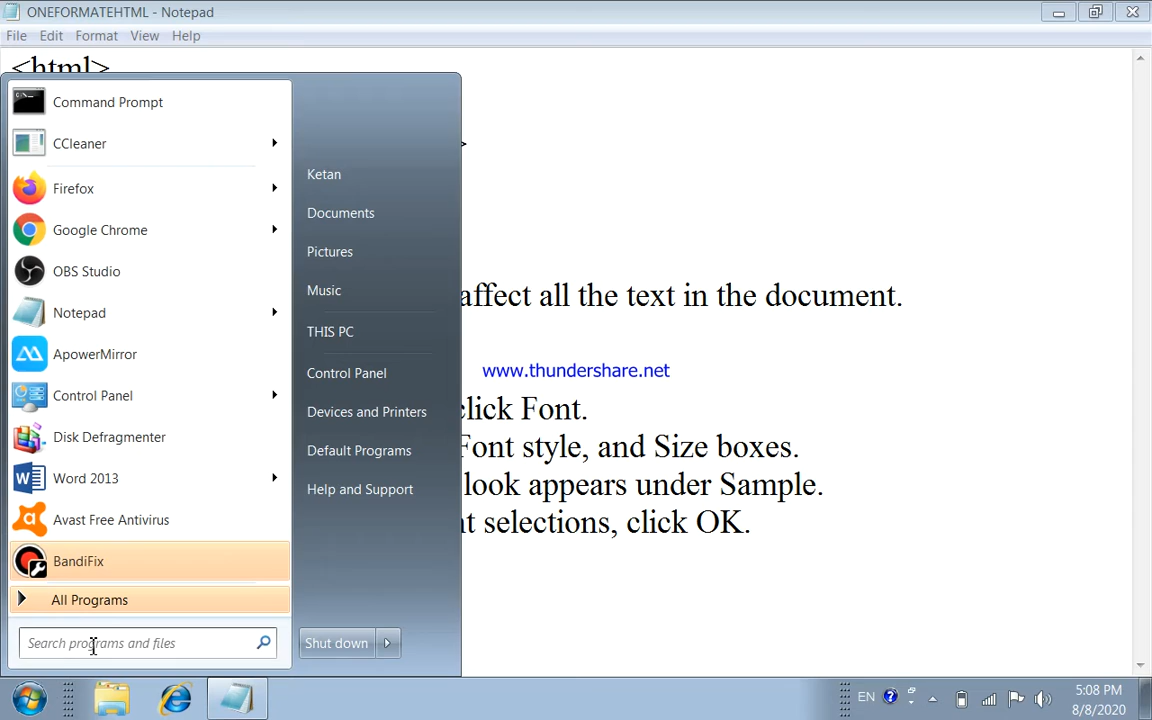 ONEFORMATEHTML - Notepad
File Edit Format View Help
<html>
>
affect all the text in the document.
www.thundershare.net
click Font.
Font style, and Size boxes.
look appears under Sample.
nt selections, click OK.
Command Prompt
CCleaner
Firefox
Google Chrome
OBS Studio
Notepad
ApowerMirror
Control Panel
Disk Defragmenter
Word 2013
Avast Free Antivirus
BandiFix
All Programs
Search programs and files
Ketan
Documents
Pictures
Music
THIS PC
Control Panel
Devices and Printers
Default Programs
Help and Support
Shut down
EN
5:08 PM
8/8/2020